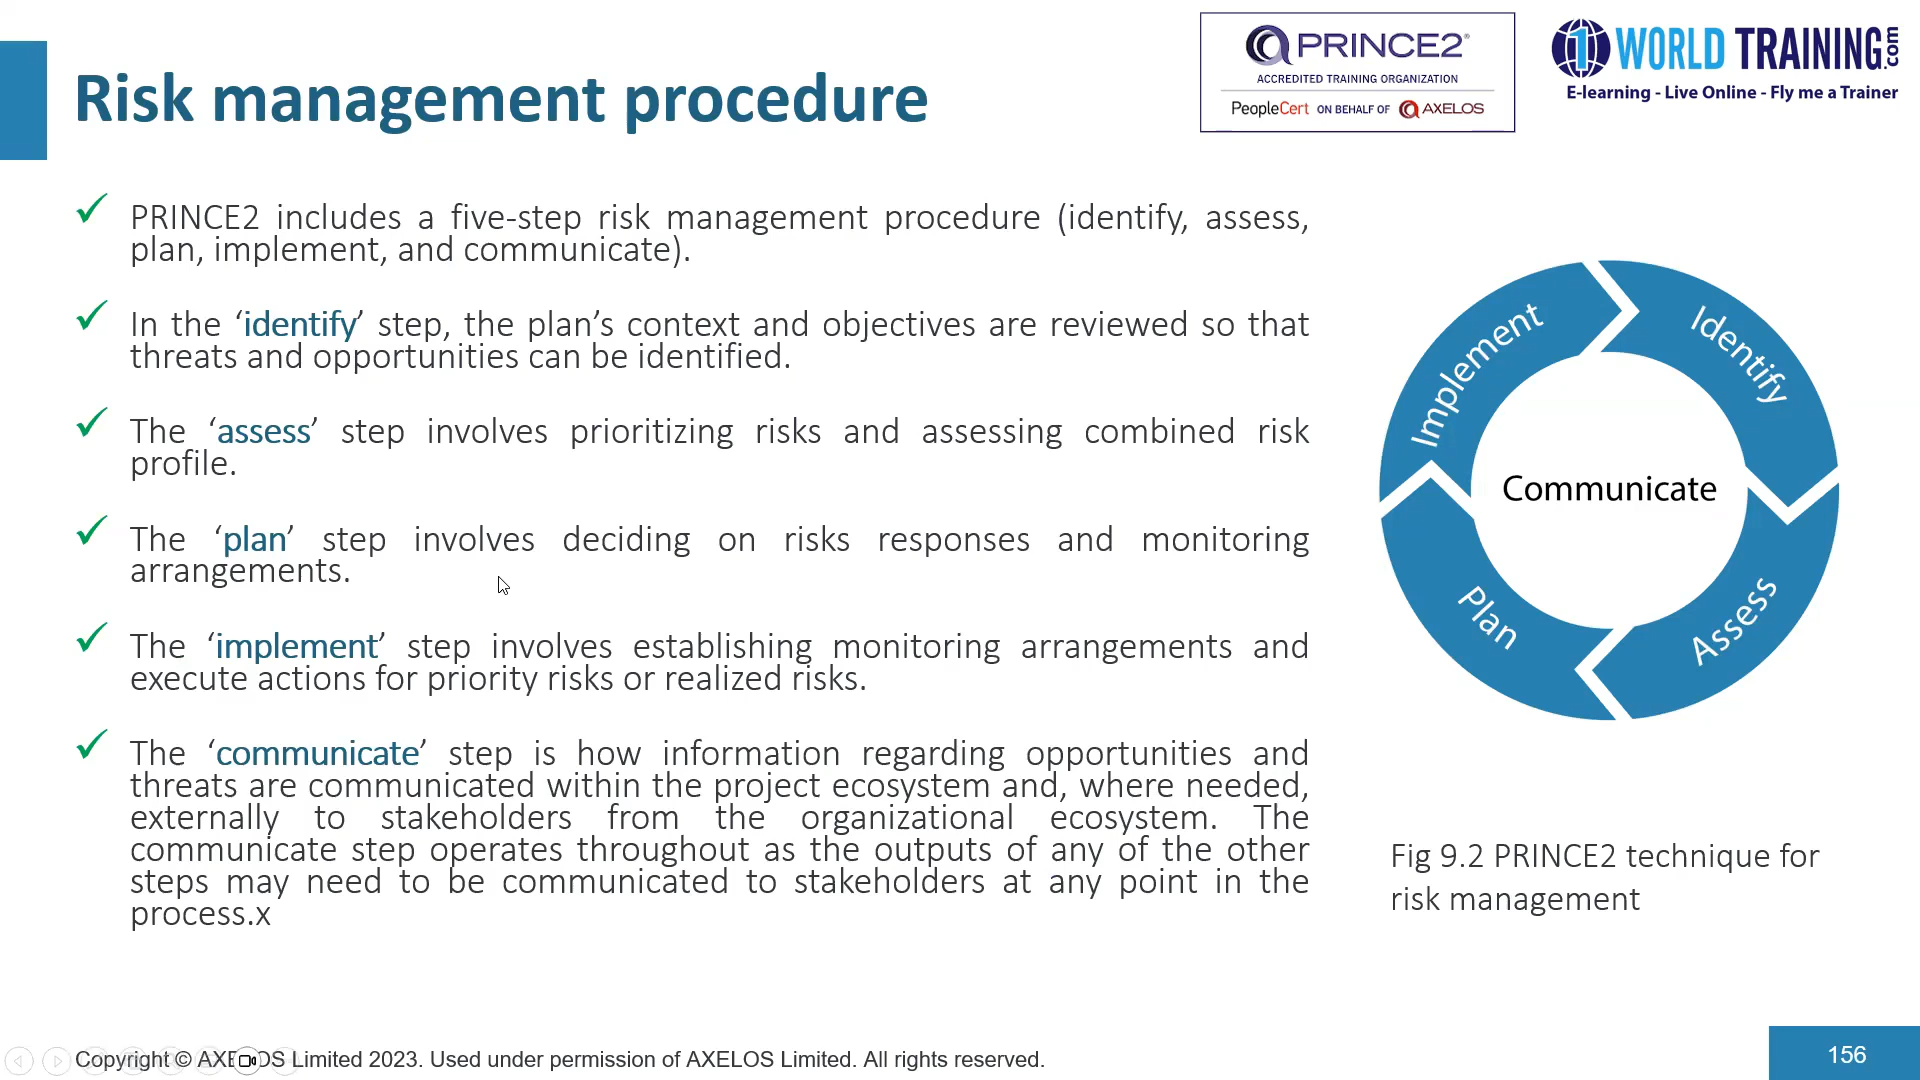 PRINCE2®
ACCREDITED TRAINING ORGANIZATION
PeopleCert ON BEHALF OF AXELOS
1 WORLD TRAINING.com
E-learning - Live Online - Fly me a Trainer
Risk management procedure
PRINCE2 includes a five-step risk management procedure (identify, assess,
plan, implement, and communicate).
In the ‘identify’ step, the plan’s context and objectives are reviewed so that
threats and opportunities can be identified.
The ‘assess’ step involves prioritizing risks and assessing combined risk
profile.
The ‘plan’ step involves deciding on risks responses and monitoring
arrangements.
The ‘implement’ step involves establishing monitoring arrangements and
execute actions for priority risks or realized risks.
The ‘communicate’ step is how information regarding opportunities and
threats are communicated within the project ecosystem and, where needed,
externally to stakeholders from the organizational ecosystem. The
communicate step operates throughout as the outputs of any of the other
steps may need to be communicated to stakeholders at any point in the
process.x
Identify
Assess
Plan
Implement
Communicate
Fig 9.2 PRINCE2 technique for
risk management
Copyright © AXELOS Limited 2023. Used under permission of AXELOS Limited. All rights reserved.
156